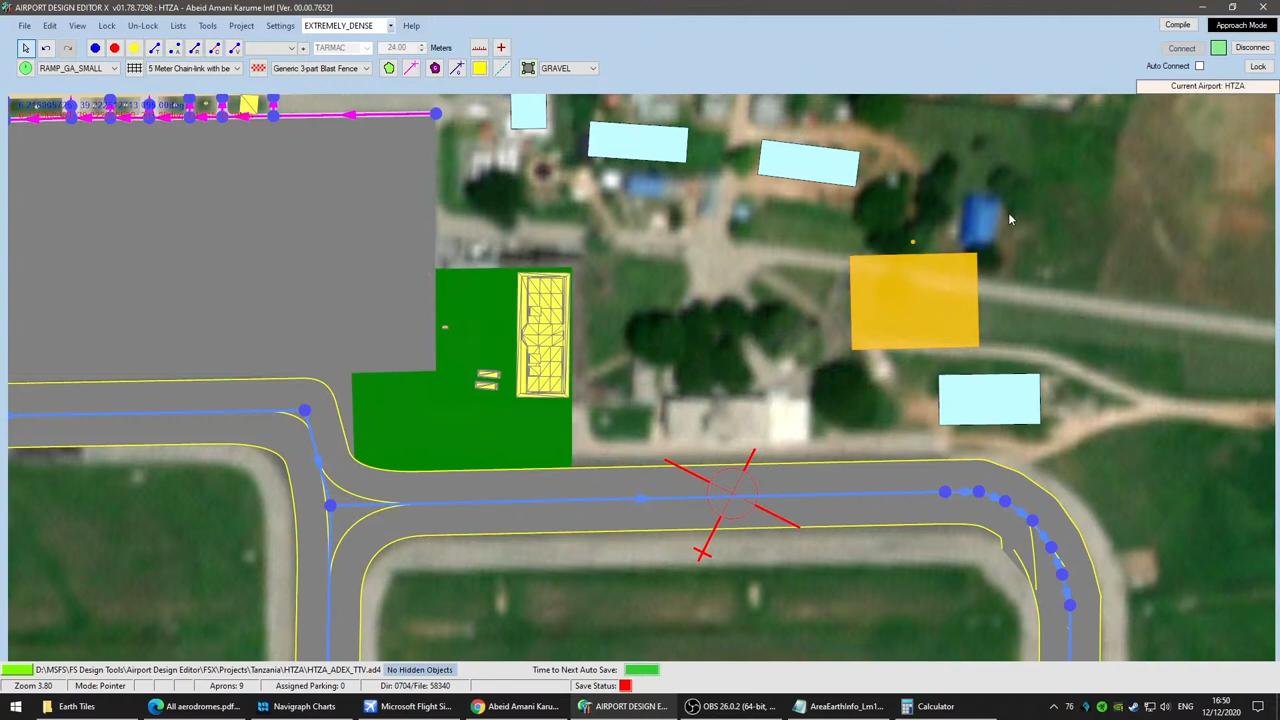 AIRPORT DESIGN EDITOR X v01.78.7298 : HTZA - Abeid Amani Karume Intl [Ver. 00.00.7652]
File Edit View Lock Un-Lock Lists Tools Project Settings EXTREMELY_DENSE Help
Compile Approach Mode
TARMAC 24.00 Meters
Connect Disconnect
RAMP_GA_SMALL 5 Meter Chain-link with be Generic 3-part Blast Fence GRAVEL
Auto Connect Lock
Current Airport: HTZA
D:\MSFS\FS Design Tools\Airport Design Editor\FSX\Projects\Tanzania\HTZA\HTZA_ADEX_TTV.ad4 No Hidden Objects Time to Next Auto Save:
Zoom 3.80 Mode: Pointer Aprons: 9 Assigned Parking: 0 Dir: 0704/File: 58340 Save Status:
Earth Tiles All aerodromes.pdf... Navigraph Charts Microsoft Flight Si... Abeid Amani Karu... AIRPORT DESIGN E... OBS 26.0.2 (64-bit, ... AreaEarthInfo_Lm1... Calculator 76 16:50
12/12/2020